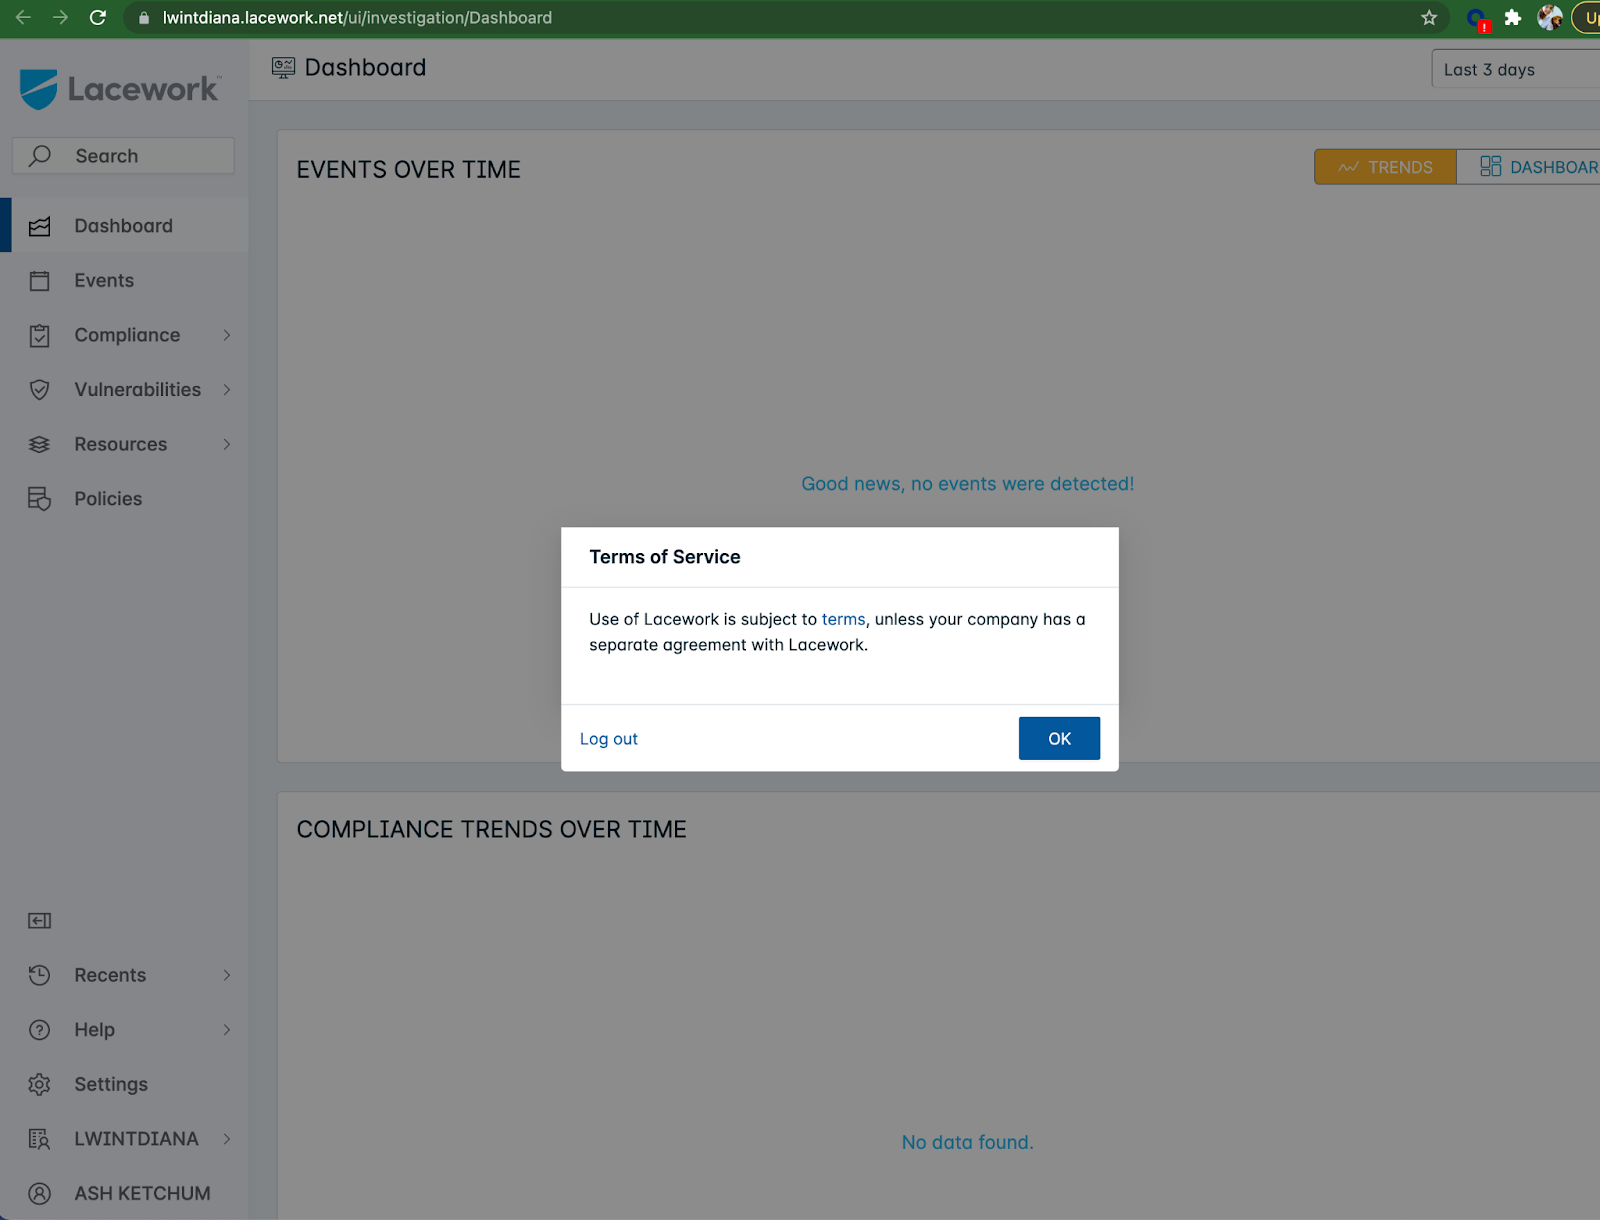 lwintdiana.lacework.net/ui/investigation/Dashboard
Up
Lacework™
Dashboard
Last 3 days
Search
EVENTS OVER TIME
TRENDS
DASHBOAR
Dashboard
Events
Compliance
Vulnerabilities
Resources
Policies
Good news, no events were detected!
Terms of Service
Use of Lacework is subject to terms, unless your company has a
separate agreement with Lacework.
Log out
OK
COMPLIANCE TRENDS OVER TIME
No data found.
Recents
Help
Settings
LWINTDIANA
ASH KETCHUM